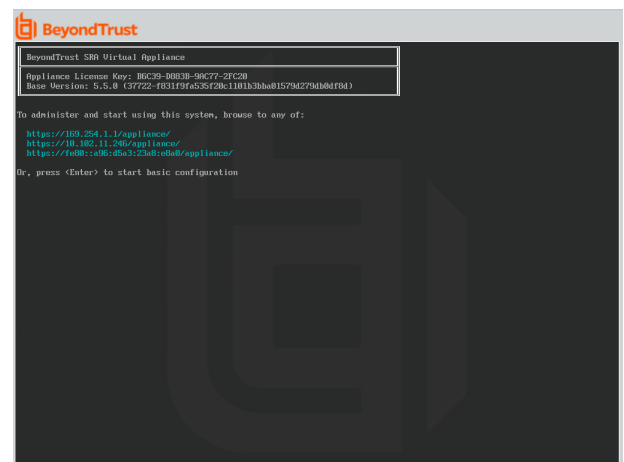 BeyondTrust
BeyondTrust SRA Virtual Appliance
Appliance License Key: B6C39-D883B-9AC77-2FC20
Base Version: 5.5.0 (37722-f831f9fa535f20c1101b3bba01579d279db0df8d)
To administer and start using this system, browse to any of:
https://169.254.1.1/appliance/
https://10.102.11.246/appliance/
https://fe80::a96:d5a3:23a8:e8a0/appliance/
Or, press <Enter> to start basic configuration